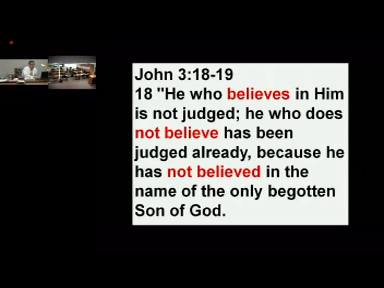 John 3:18-19
18 "He who believes in Him
is not judged; he who does
not believe has been
judged already, because he
has not believed in the
name of the only begotten
Son of God.